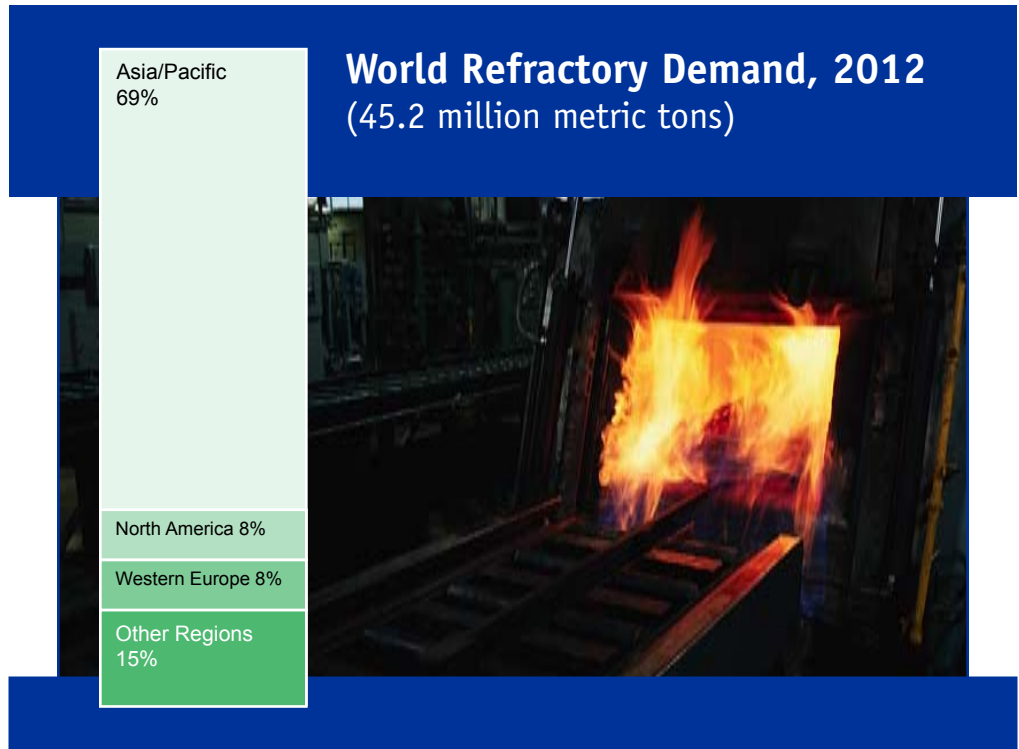 World Refractory Demand, 2012
(45.2 million metric tons)
Asia/Pacific
69%
North America 8%
Western Europe 8%
Other Regions
15%